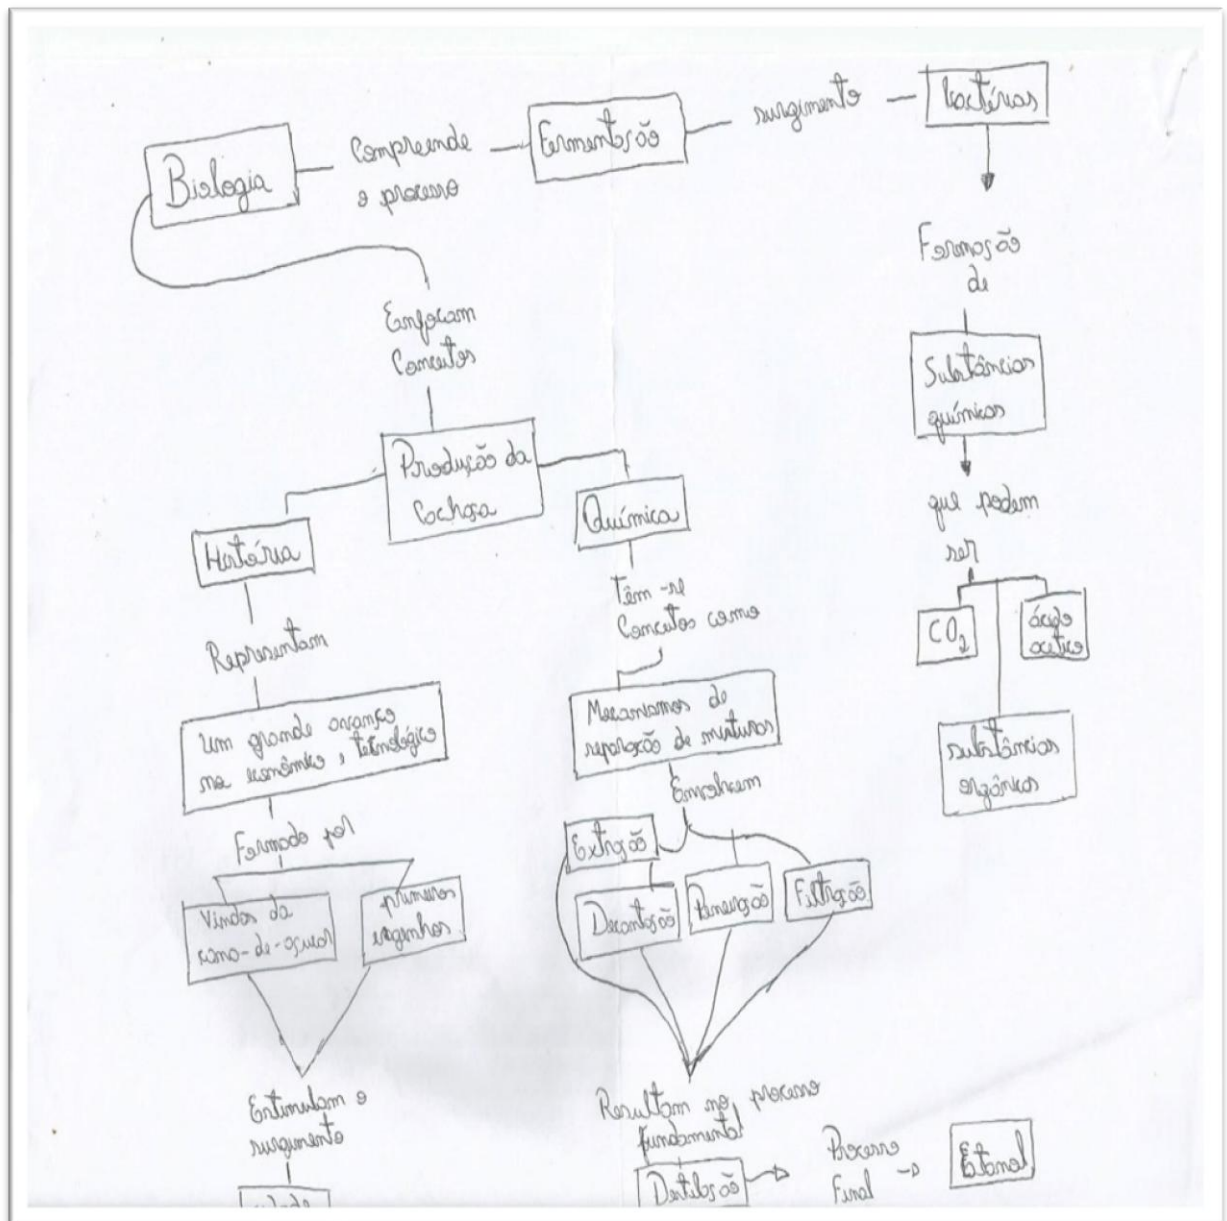 Biologia
Compreende
o processo
Fermentação
surgimento
bactérias
Formação
de
Substâncias
químicas
que podem
ser
CO₂
ácido
acético
substâncias
orgânicas
Enfocam
Conceitos
Produção da
Cachaça
História
Representam
Um grande avanço
na econômico, tecnológico
Formado por
Vindas da
cana-de-açucar
primeiros
engenhos
Estimulam o
surgimento
Química
Têm-se
Conceitos como
Mecanismos de
separação de misturas
Envolvem
Extração
Decantação
Peneração
Filtração
Resultam no processo
fundamental
Destilação
Processo
Final
Etanol